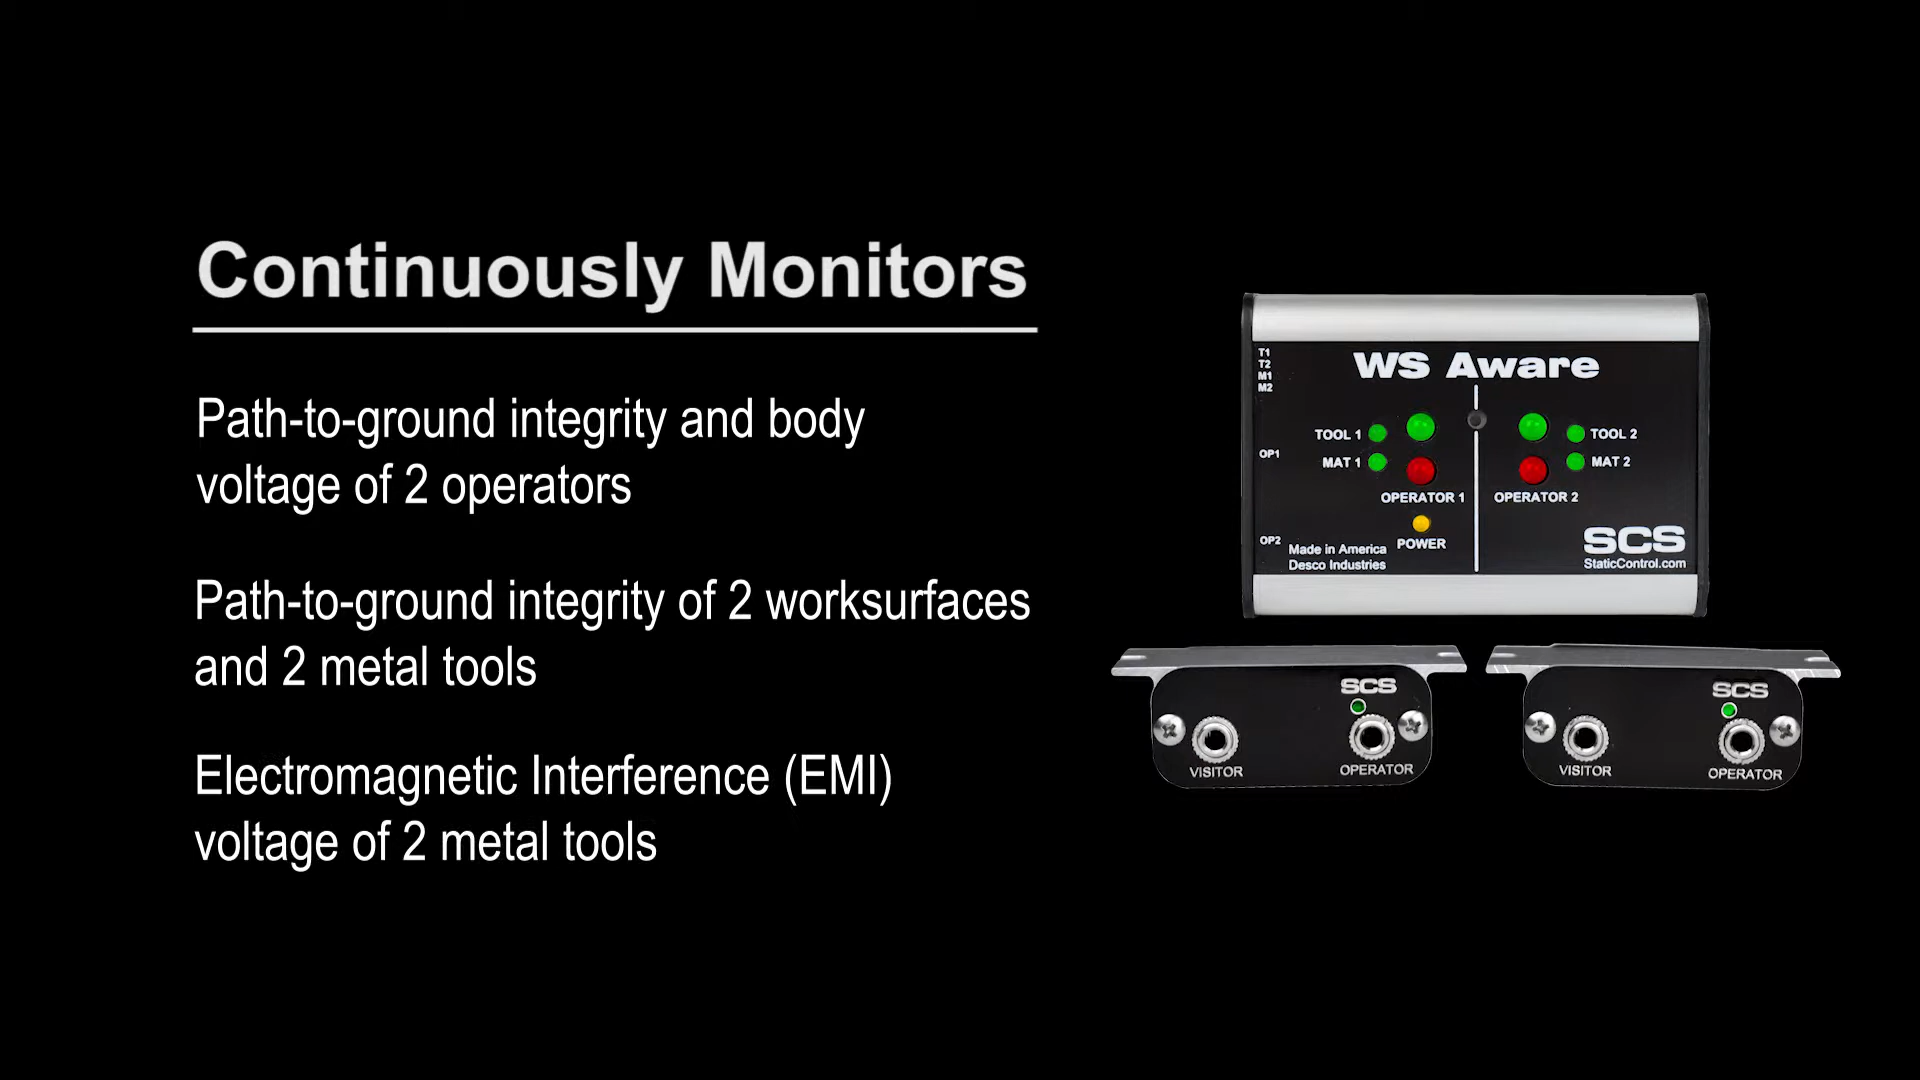 Continuously Monitors
Path-to-ground integrity and body
voltage of 2 operators
Path-to-ground integrity of 2 worksurfaces
and 2 metal tools
Electromagnetic Interference (EMI)
voltage of 2 metal tools
T1
T2
M1
M2
WS Aware
TOOL 1
TOOL 2
OP1
MAT 1
MAT 2
OPERATOR 1
OPERATOR 2
OP2
POWER
Made in America
Desco Industries
SCS
StaticControl.com
SCS
VISITOR
OPERATOR
SCS
VISITOR
OPERATOR